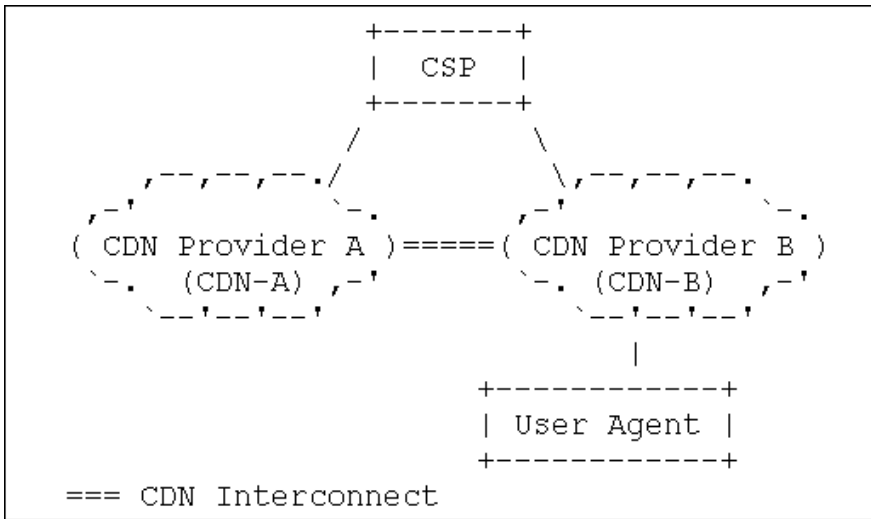 +-------+
|  CSP  |
+-------+
/         \
/           \
,--,--,--./             \,--,--,--.
,-'          `-.       ,-'          `-.
( CDN Provider A )=====( CDN Provider B )
`-.  (CDN-A) ,-'       `-. (CDN-B)  ,-'
`--'--'--'             `--'--'--'
|
+------------+
| User Agent |
+------------+
=== CDN Interconnect